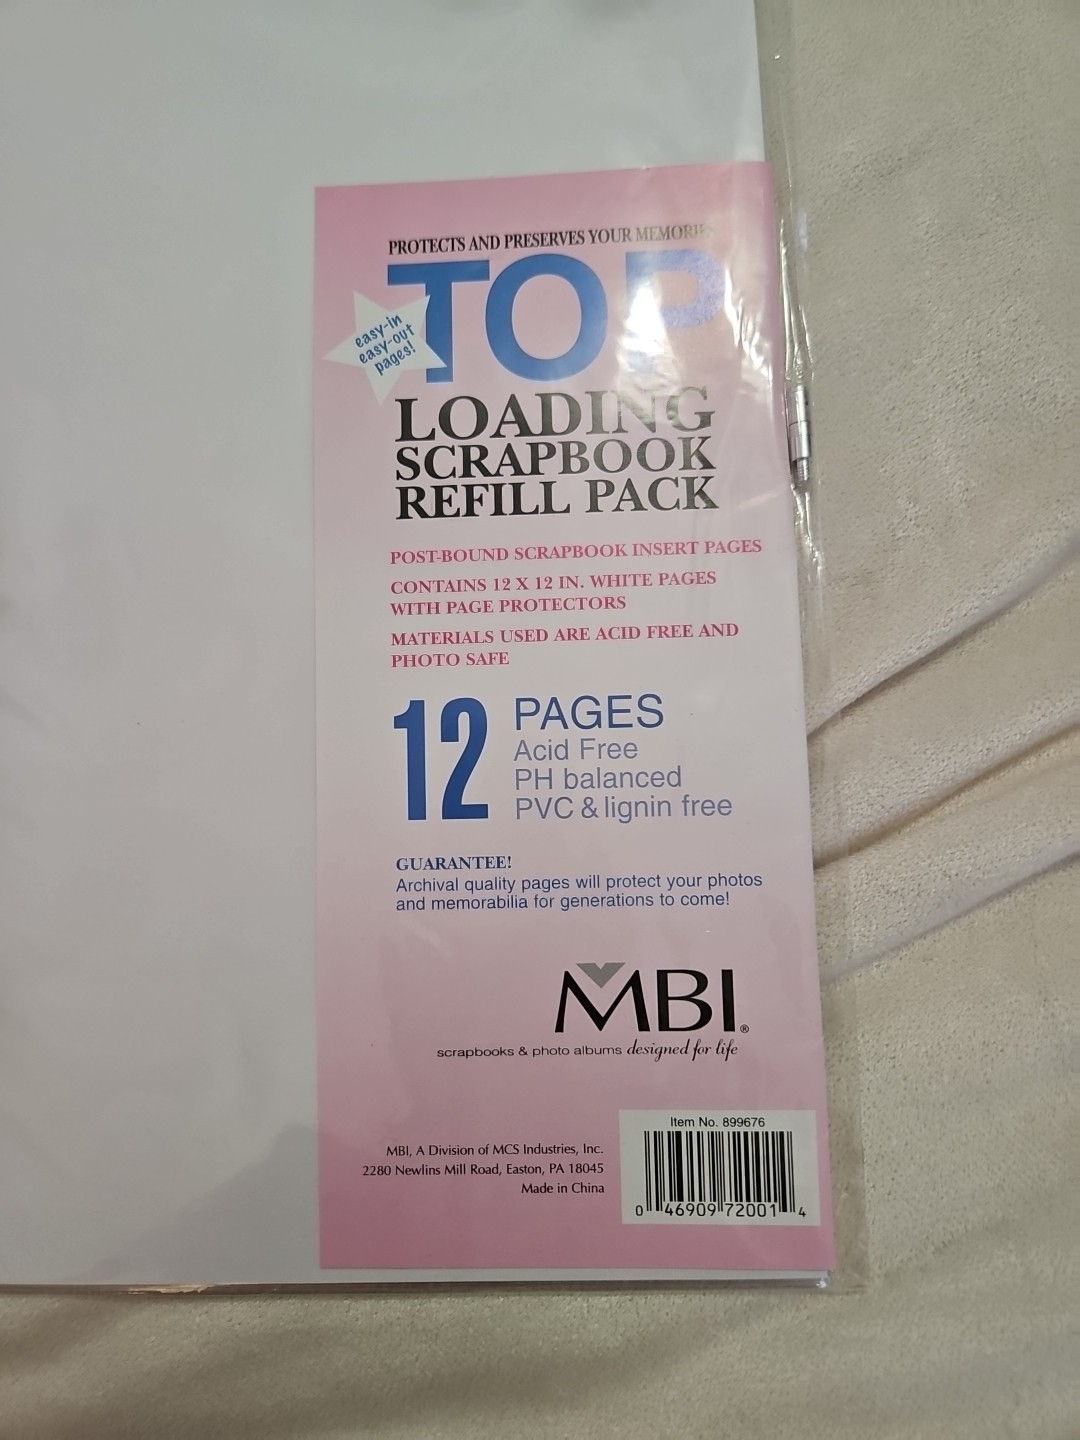 PROTECTS AND PRESERVES YOUR MEMORIES
TOP
easy-in
easy-out
pages!
LOADING
SCRAPBOOK
REFILL PACK
POST-BOUND SCRAPBOOK INSERT PAGES
CONTAINS 12 X 12 IN. WHITE PAGES
WITH PAGE PROTECTORS
MATERIALS USED ARE ACID FREE AND
PHOTO SAFE
12 PAGES
Acid Free
PH balanced
PVC & lignin free
GUARANTEE!
Archival quality pages will protect your photos
and memorabilia for generations to come!
MBI®
scrapbooks & photo albums designed for life
Item No. 899676
MBI, A Division of MCS Industries, Inc.
2280 Newlins Mill Road, Easton, PA 18045
Made in China
0 46909 72001 4